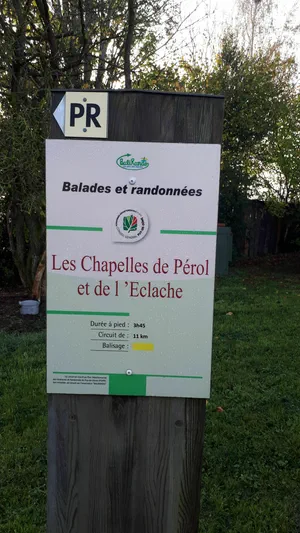 PR
Balades et randonnées
Les Chapelles de Pérol
et de l 'Eclache
Durée à pied : 3h45
Circuit de : 11 km
Balisage :